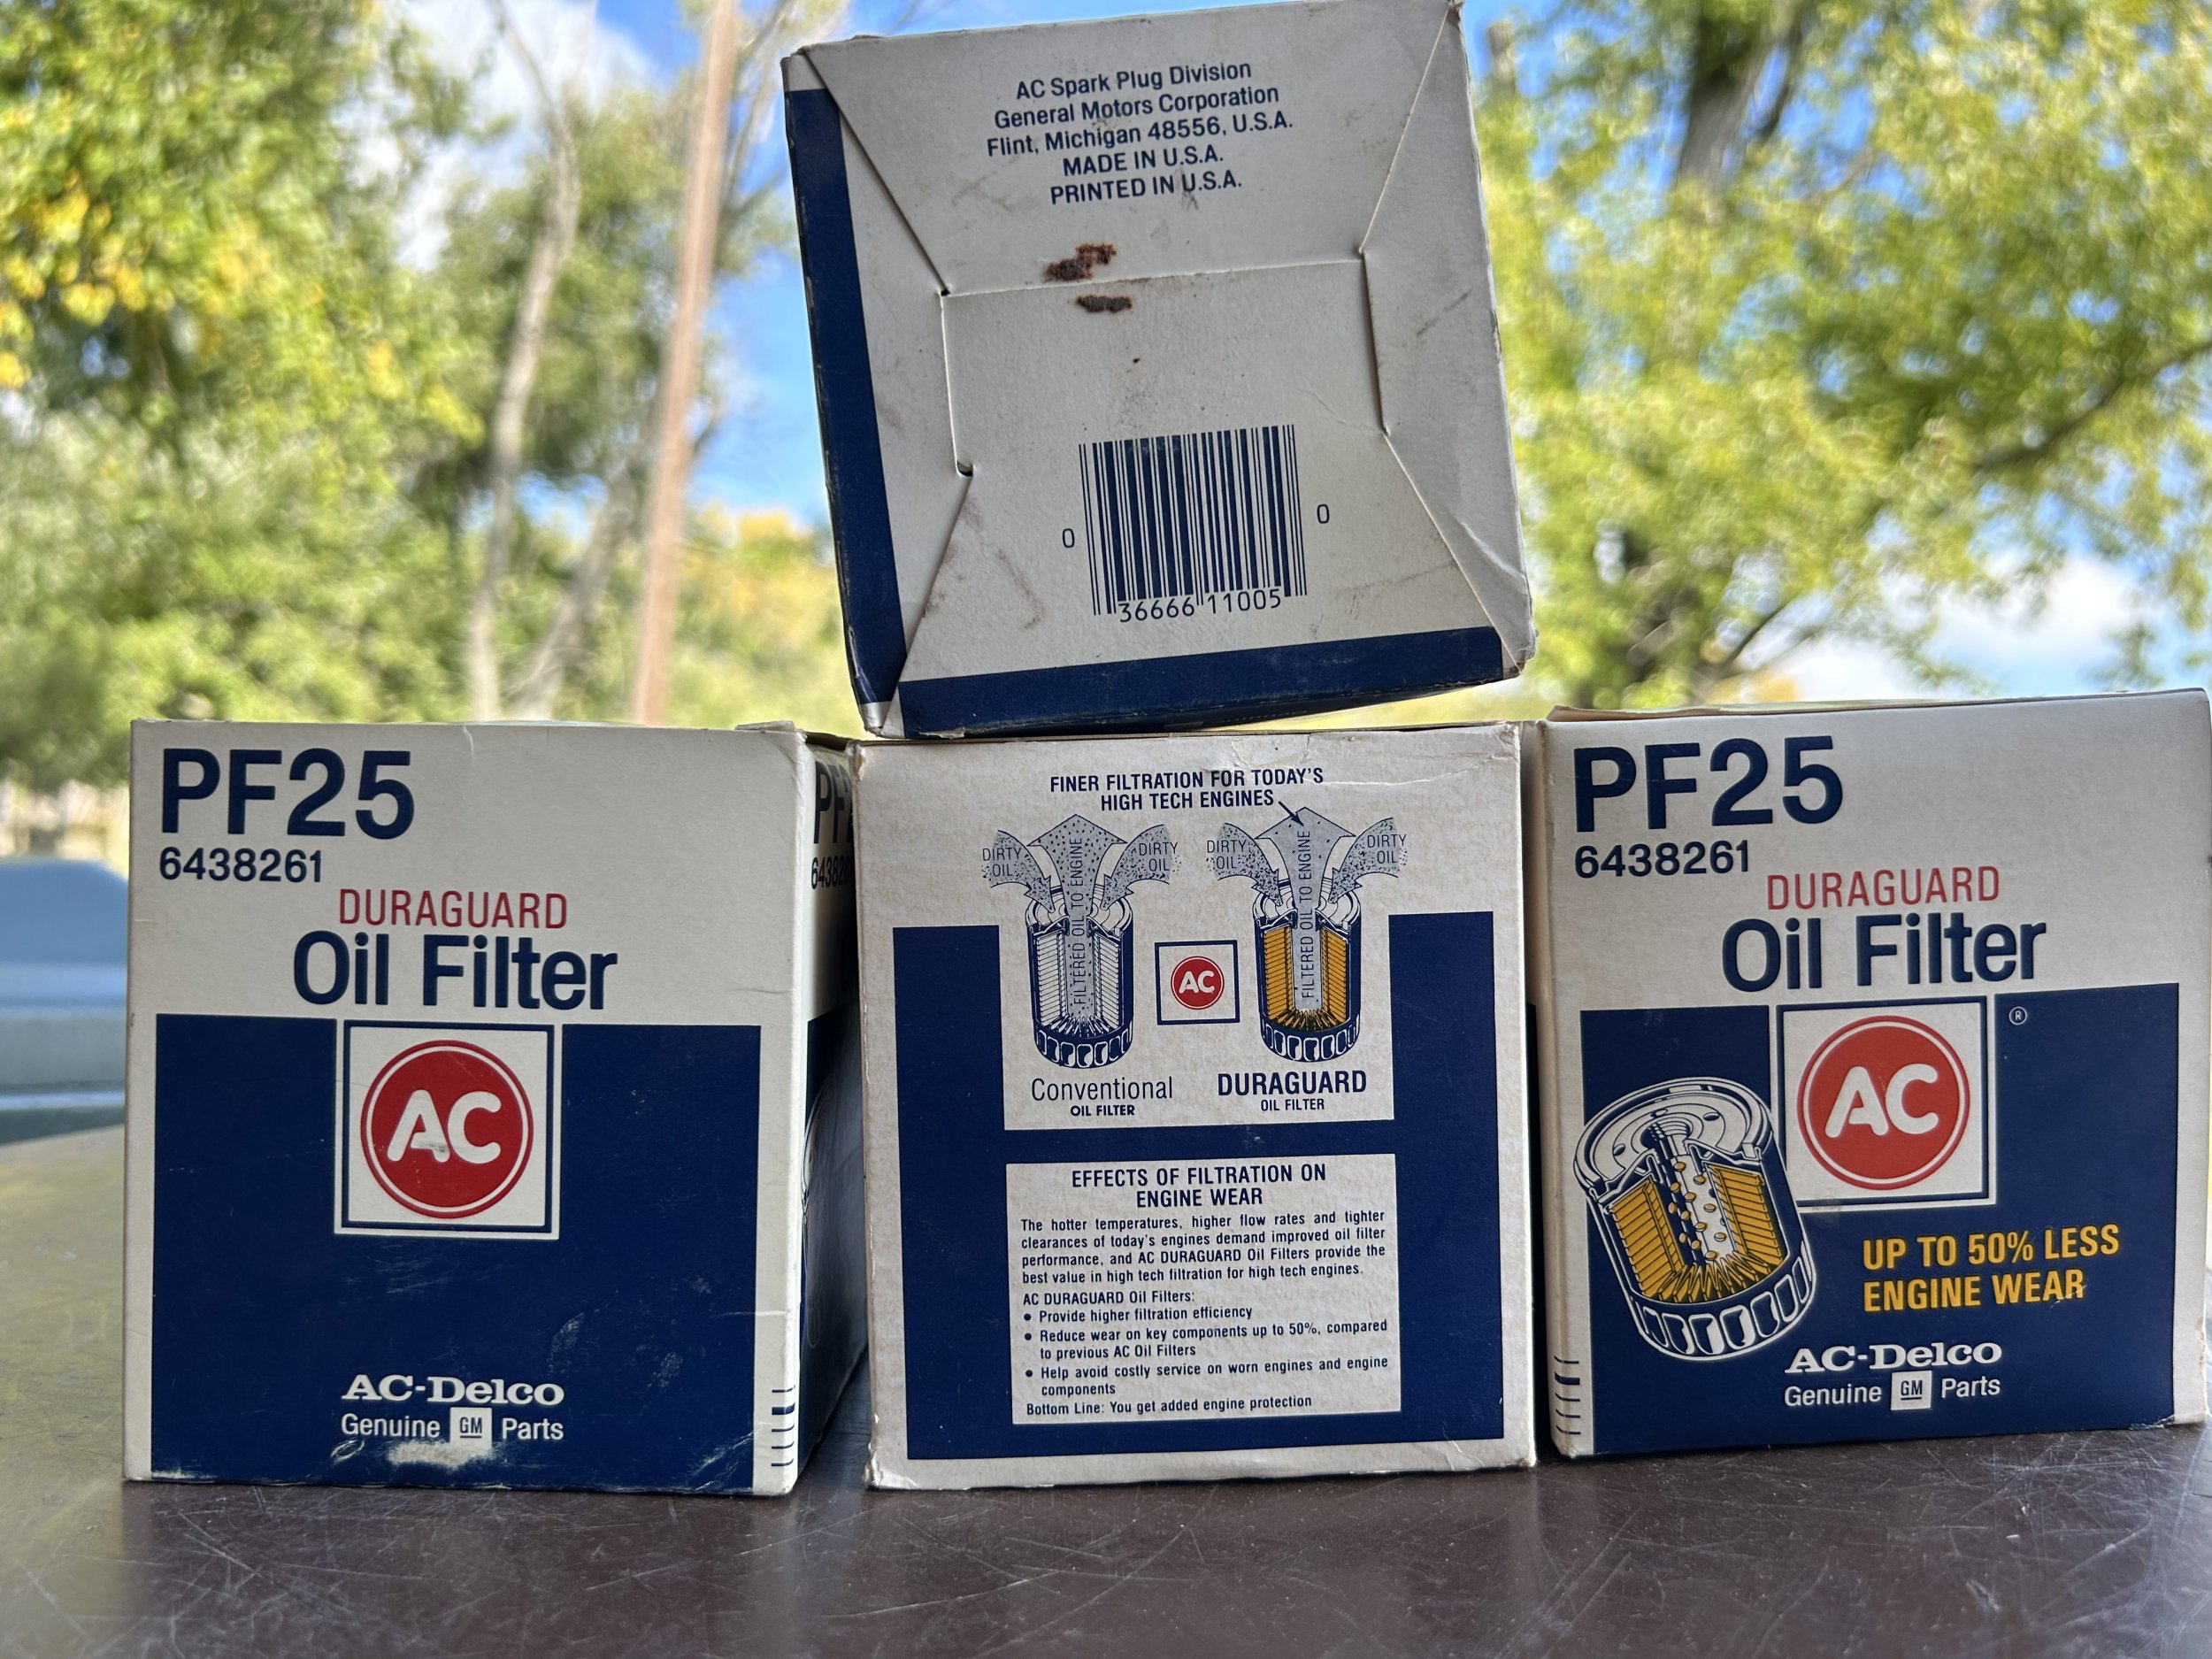 AC Spark Plug Division
General Motors Corporation
Flint, Michigan 48556, U.S.A.
MADE IN U.S.A.
PRINTED IN U.S.A.
0 36666 11005 0
PF25
6438261
DURAGUARD
Oil Filter
AC
AC-Delco
Genuine GM Parts
FINER FILTRATION FOR TODAY'S
HIGH TECH ENGINES
DIRTY
OIL
FILTERED OIL TO ENGINE
DIRTY
OIL
DIRTY
OIL
FILTERED OIL TO ENGINE
DIRTY
OIL
AC
Conventional
OIL FILTER
DURAGUARD
OIL FILTER
EFFECTS OF FILTRATION ON
ENGINE WEAR
The hotter temperatures, higher flow rates and tighter
clearances of today's engines demand improved oil filter
performance, and AC DURAGUARD Oil Filters provide the
best value in high tech filtration for high tech engines.
AC DURAGUARD Oil Filters:
• Provide higher filtration efficiency
• Reduce wear on key components up to 50%, compared
to previous AC Oil Filters
• Help avoid costly service on worn engines and engine
components
Bottom Line: You get added engine protection
PF25
6438261
DURAGUARD
Oil Filter
AC ®
UP TO 50% LESS
ENGINE WEAR
AC-Delco
Genuine GM Parts